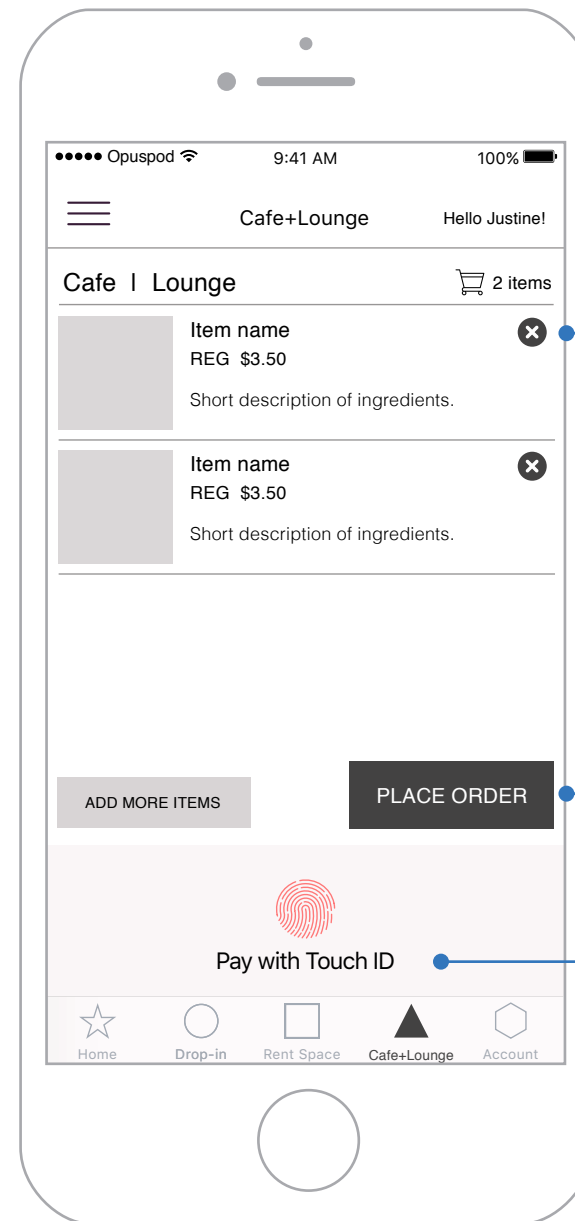 Opuspod 9:41 AM 100%
Cafe+Lounge Hello Justine!
Cafe | Lounge 2 items
Item name
REG $3.50
Short description of ingredients.
Item name
REG $3.50
Short description of ingredients.
ADD MORE ITEMS PLACE ORDER
Pay with Touch ID
Home Drop-in Rent Space Cafe+Lounge Account